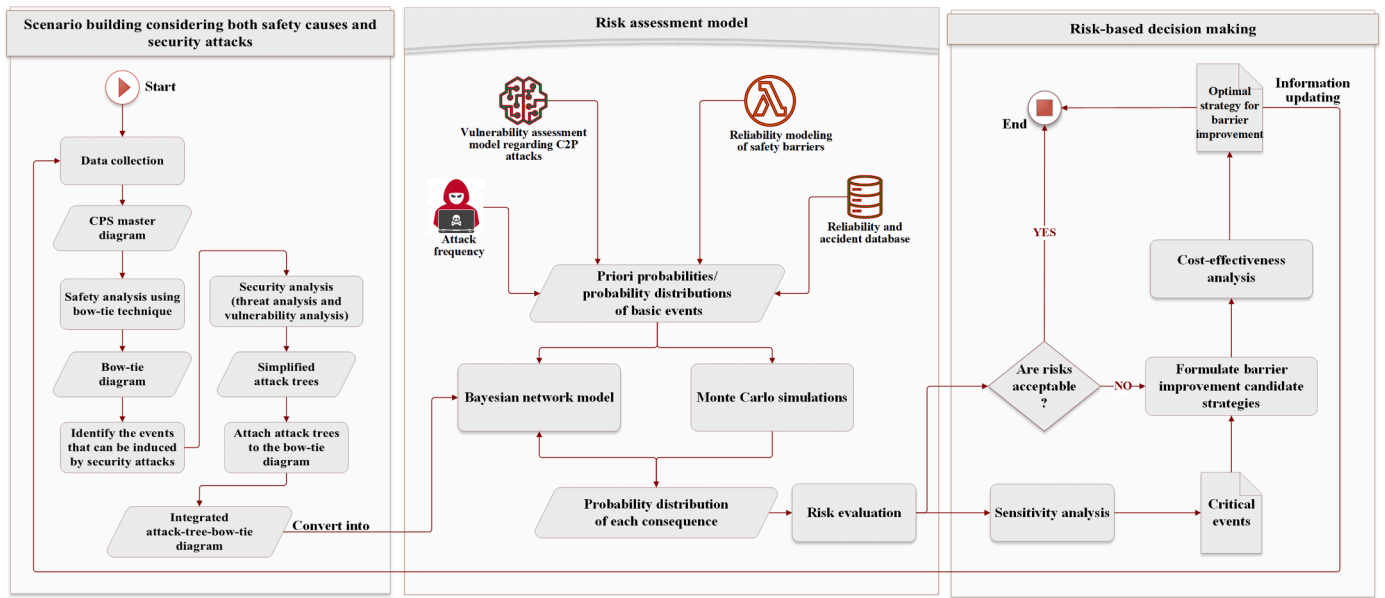 Scenario building considering both safety causes and
security attacks
Start
Data collection
CPS master
diagram
Safety analysis using
bow-tie technique
Bow-tie
diagram
Identify the events
that can be induced
by security attacks
Security analysis
(threat analysis and
vulnerability analysis)
Simplified
attack trees
Attach attack trees
to the bow-tie
diagram
Integrated
attack-tree-bow-tie
diagram
Convert into
Risk assessment model
Vulnerability assessment
model regarding C2P
attacks
Reliability modeling
of safety barriers
Attack
frequency
Reliability and
accident database
Priori probabilities/
probability distributions
of basic events
Bayesian network model
Monte Carlo simulations
Probability distribution
of each consequence
Risk evaluation
Risk-based decision making
End
Optimal
strategy for
barrier
improvement
Information
updating
YES
Cost-effectiveness
analysis
Are risks
acceptable
?
NO
Formulate barrier
improvement candidate
strategies
Sensitivity analysis
Critical
events